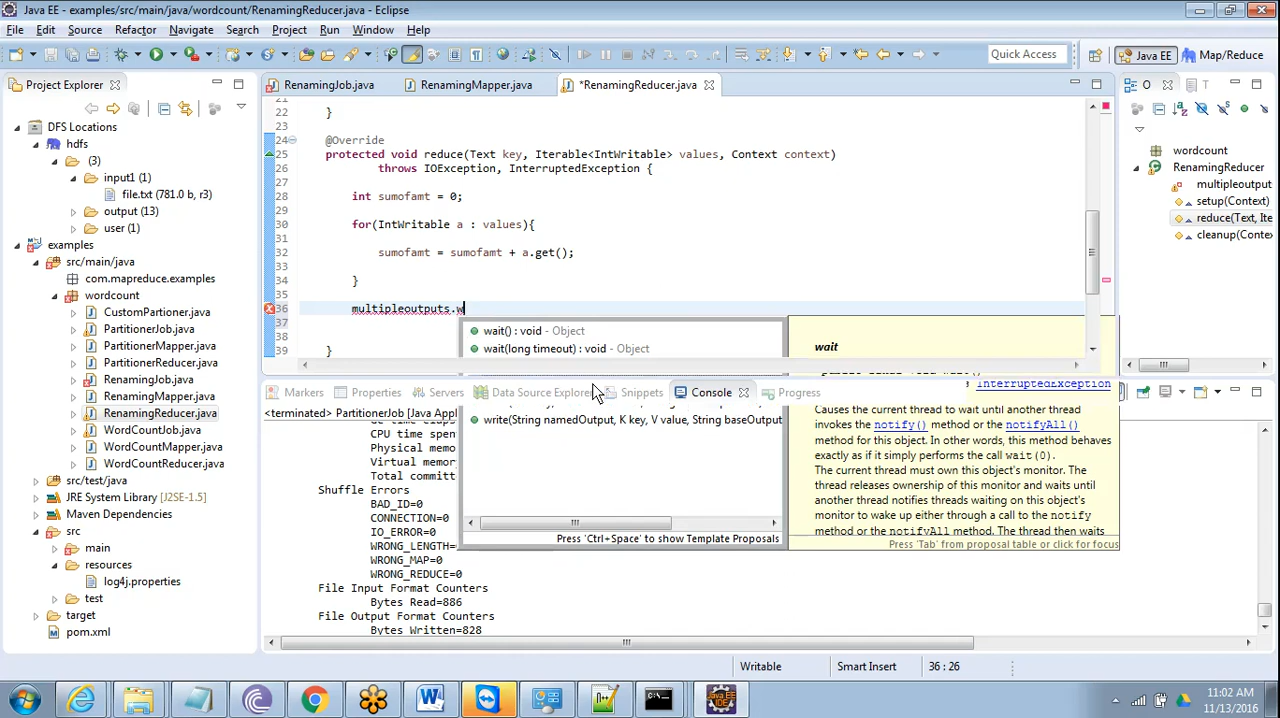 Java EE - examples/src/main/java/wordcount/RenamingReducer.java - Eclipse
File Edit Source Refactor Navigate Search Project Run Window Help
Quick Access
Java EE
Map/Reduce
Project Explorer
RenamingJob.java
RenamingMapper.java
*RenamingReducer.java
O
T
DFS Locations
hdfs
(3)
input1 (1)
file.txt (781.0 b, r3)
output (13)
user (1)
examples
src/main/java
com.mapreduce.examples
wordcount
CustomPartioner.java
PartitionerJob.java
PartitionerMapper.java
PartitionerReducer.java
RenamingJob.java
RenamingMapper.java
RenamingReducer.java
WordCountJob.java
WordCountMapper.java
WordCountReducer.java
src/test/java
JRE System Library [J2SE-1.5]
Maven Dependencies
src
main
resources
log4j.properties
test
target
pom.xml
21
22 }
23
24 @Override
25 protected void reduce(Text key, Iterable<IntWritable> values, Context context)
26 throws IOException, InterruptedException {
27
28 int sumofamt = 0;
29
30 for(IntWritable a : values){
31
32 sumofamt = sumofamt + a.get();
33
34 }
35
36 multipleoutputs.w
37
38
39 }
wait() : void - Object
wait(long timeout) : void - Object
write(String namedOutput, K key, V value, String baseOutput
Press 'Ctrl+Space' to show Template Proposals
wait
InterruptedException
Causes the current thread to wait until another thread
invokes the notify() method or the notifyAll()
method for this object. In other words, this method behaves
exactly as if it simply performs the call wait(0).
The current thread must own this object's monitor. The
thread releases ownership of this monitor and waits until
another thread notifies threads waiting on this object's
monitor to wake up either through a call to the notify
method or the notifyAll method. The thread then waits
Press 'Tab' from proposal table or click for focus
wordcount
RenamingReducer
multipleoutput
setup(Context)
reduce(Text, Ite
cleanup(Conte
Markers Properties Servers Data Source Explorer Snippets Console Progress
<terminated> PartitionerJob [Java Appl
CPU time spen
Physical memo
Virtual memor
Total committ
Shuffle Errors
BAD_ID=0
CONNECTION=0
IO_ERROR=0
WRONG_LENGTH=
WRONG_MAP=0
WRONG_REDUCE=0
File Input Format Counters
Bytes Read=886
File Output Format Counters
Bytes Written=828
Writable
Smart Insert
36 : 26
11:02 AM
11/13/2016